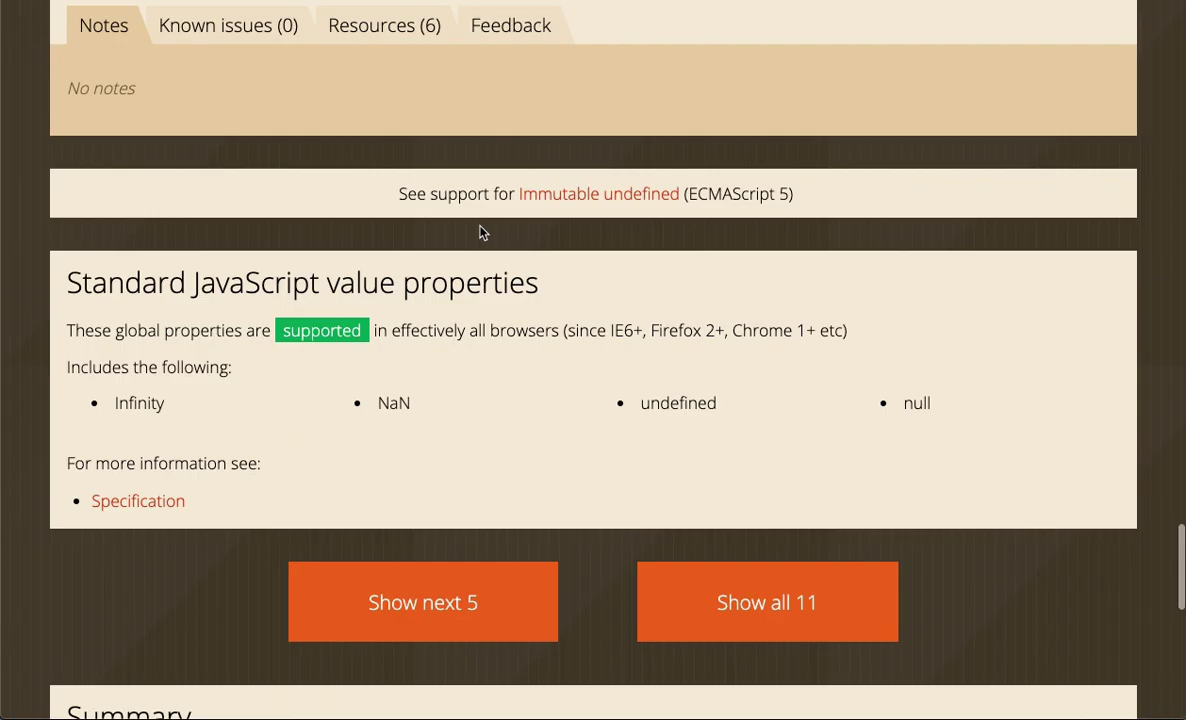 Notes Known issues (0) Resources (6) Feedback
No notes
See support for Immutable undefined (ECMAScript 5)
Standard JavaScript value properties
These global properties are supported in effectively all browsers (since IE6+, Firefox 2+, Chrome 1+ etc)
Includes the following:
• Infinity • NaN • undefined • null
For more information see:
• Specification
Show next 5 Show all 11
Summary